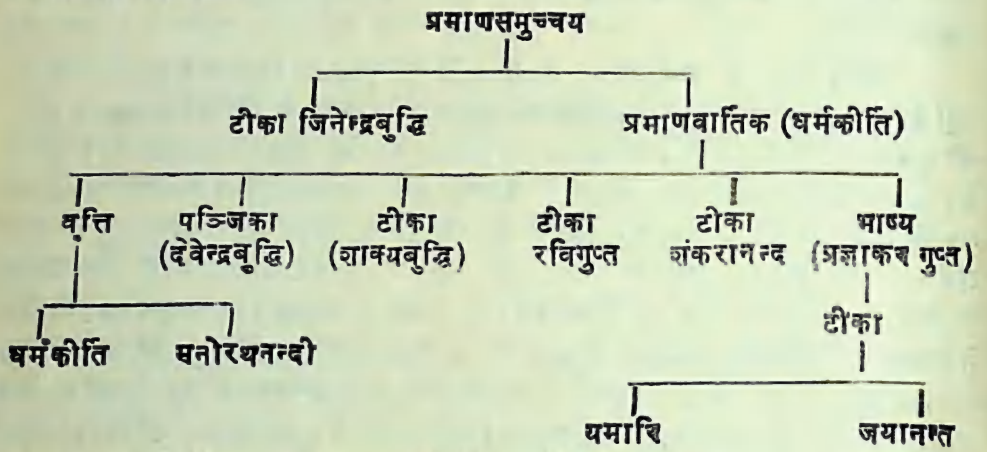 प्रमाणसमुच्चय
टीका जिनेन्द्रबुद्धि प्रमाणवार्तिक (धर्मकीर्ति)
वृत्ति पञ्जिका टीका टीका टीका भाष्य
(देवेन्द्रबुद्धि) (शाक्यबुद्धि) रविगुप्त शंकरानन्द (प्रज्ञाकर गुप्त)
टीका
धर्मकीर्ति मनोरथनन्दी
यमारि जयानन्त